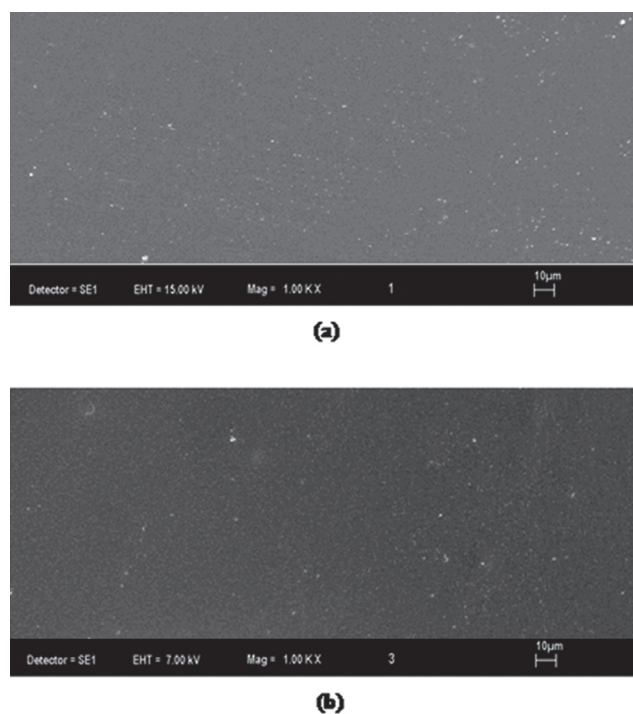 10µm
Detector = SE1 EHT = 15.00 kV Mag = 1.00 K X 1
(a)
10µm
Detector = SE1 EHT = 7.00 kV Mag = 1.00 K X 3
(b)